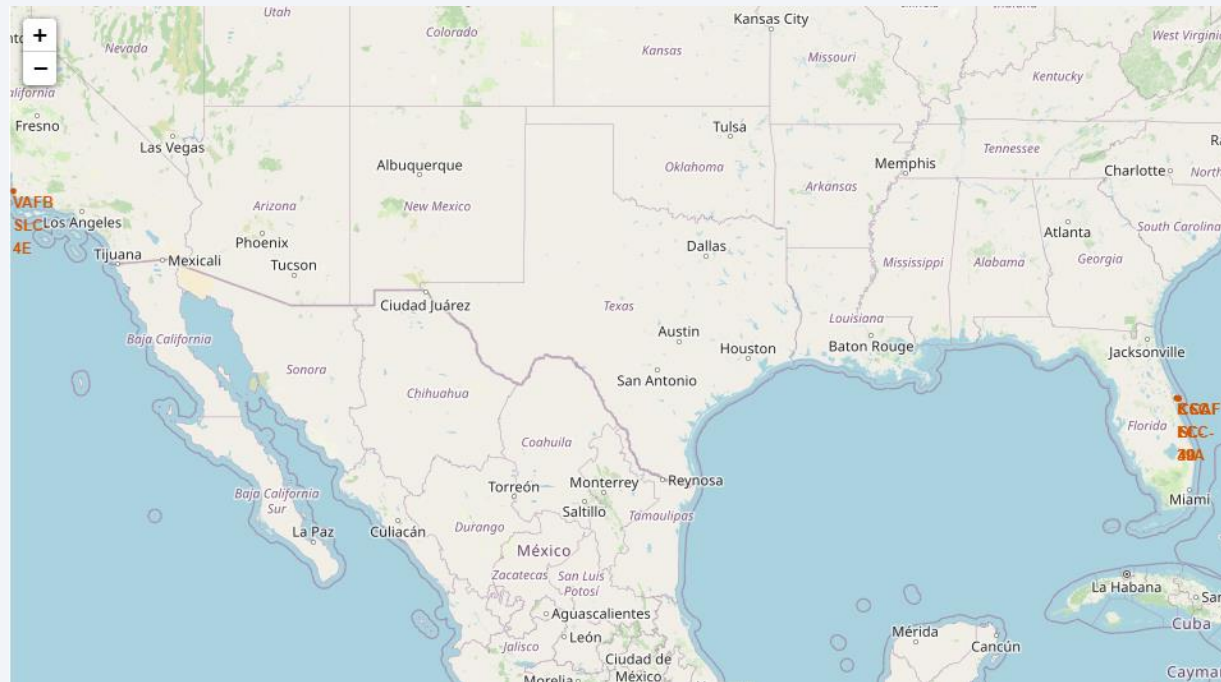 +
−
Utah
Colorado
Kansas City
Kansas
Missouri
West Virginia
Nevada
Kentucky
Fresno
Las Vegas
Tulsa
Tennessee
Albuquerque
Oklahoma
Memphis
Charlotte
VAFB
SLC-
4E
Los Angeles
Arizona
New Mexico
Arkansas
Phoenix
Atlanta
South Carolina
Tijuana
Mexicali
Tucson
Dallas
Mississippi
Alabama
Georgia
Ciudad Juárez
Texas
Louisiana
Baja California
Austin
Houston
Baton Rouge
Jacksonville
Sonora
Chihuahua
San Antonio
Florida
Coahuila
Torreón
Monterrey
Reynosa
Miami
Baja California
Sur
Saltillo
Tamaulipas
La Paz
Culiacán
Durango
México
Zacatecas
San Luis
Potosí
La Habana
Aguascalientes
Cuba
León
Mérida
Cancún
Jalisco
Ciudad de
México
Morelia